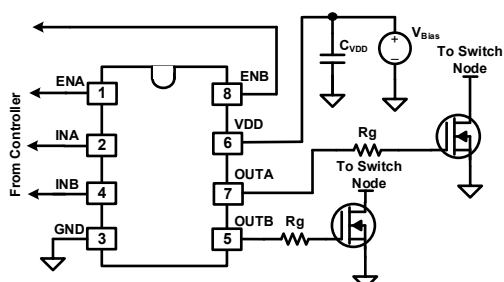 From Controller
ENA
1
INA
2
INB
4
GND
3
ENB
8
VDD
6
OUTA
7
OUTB
5
CVDD
+
−
VBias
Rg
To Switch
Node
Rg
To Switch
Node